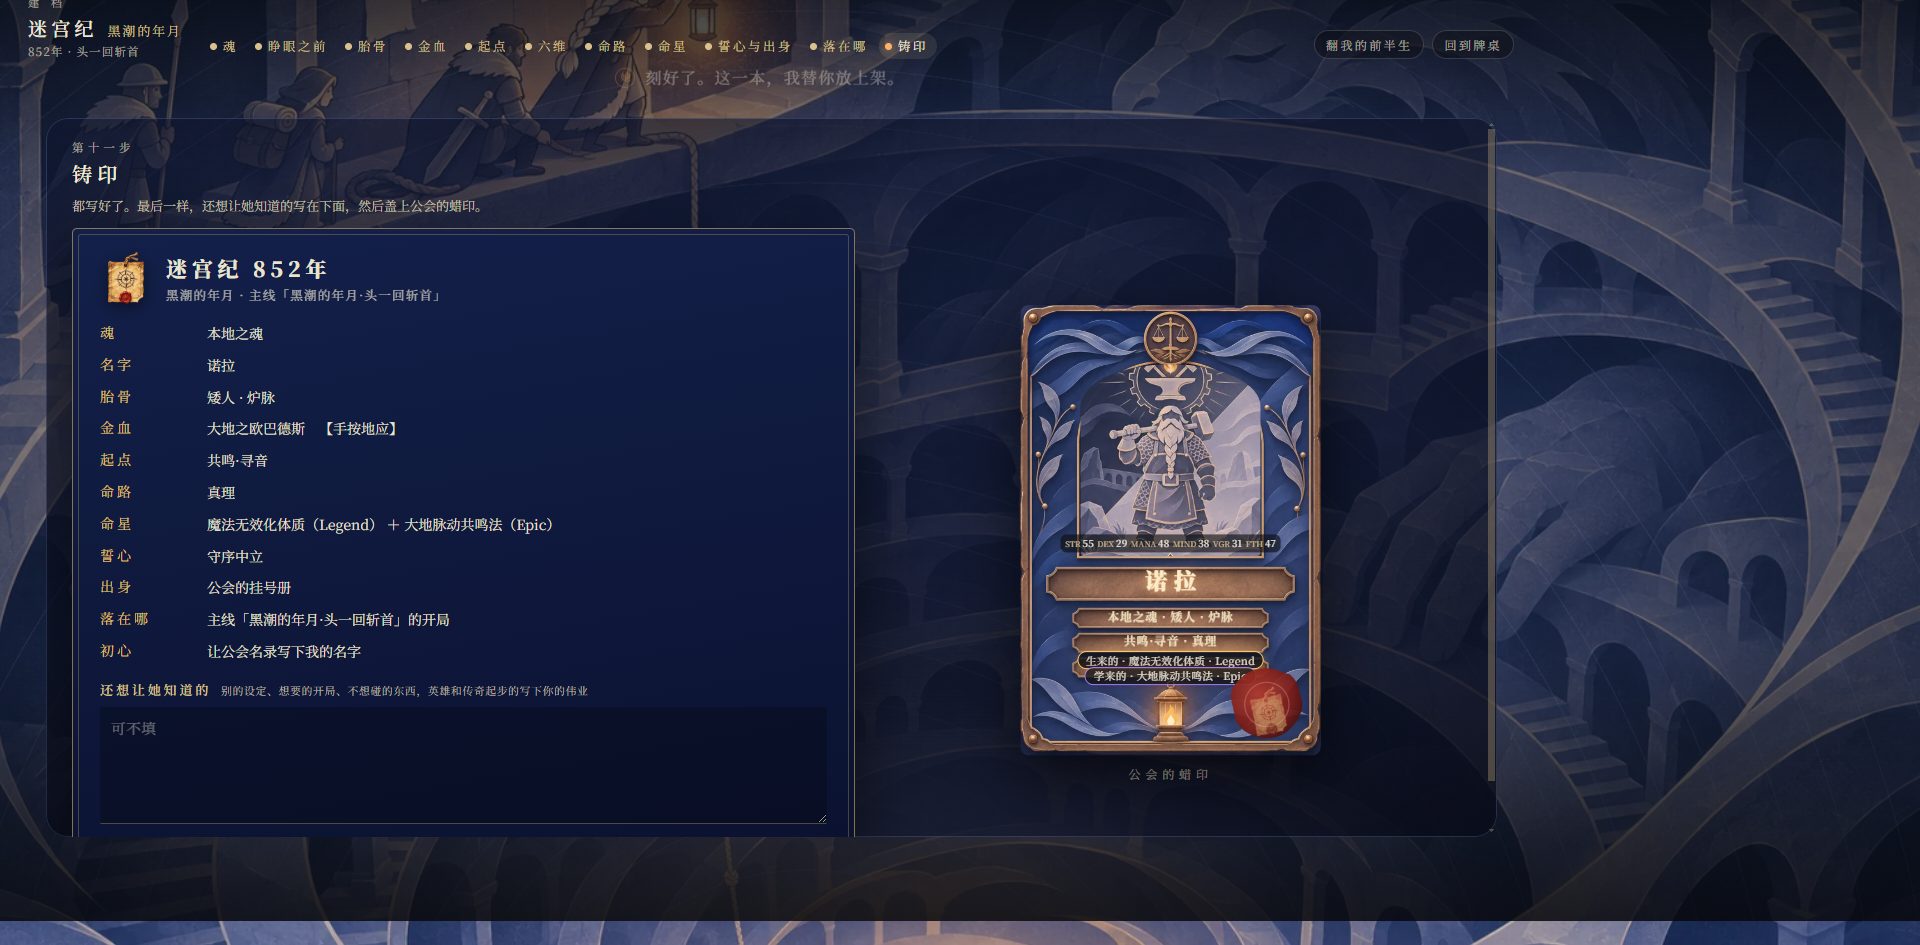 建 档
迷宫纪 黑潮的年月
852年 · 头一回斩首
魂 睁眼之前 胎骨 金血 起点 六维 命路 命星 誓心与出身 落在哪 铸印
翻我的前半生 回到牌桌
刻好了。这一本，我替你放上架。
第十一步
铸印
都写好了。最后一样，还想让她知道的写在下面，然后盖上公会的蜡印。
迷宫纪 852年
黑潮的年月 · 主线「黑潮的年月·头一回斩首」
魂 本地之魂
名字 诺拉
胎骨 矮人 · 炉脉
金血 大地之欧巴德斯 【手按地应】
起点 共鸣·寻音
命路 真理
命星 魔法无效化体质（Legend） ＋ 大地脉动共鸣法（Epic）
誓心 守序中立
出身 公会的挂号册
落在哪 主线「黑潮的年月·头一回斩首」的开局
初心 让公会名录写下我的名字
还想让她知道的 别的设定、想要的开局、不想碰的东西，英雄和传奇起步的写下你的伟业
可不填
STR 55 DEX 29 MANA 48 MIND 38 VGR 31 FTH 47
诺拉
本地之魂 · 矮人 · 炉脉
共鸣·寻音 · 真理
生来的 · 魔法无效化体质 · Legend
学来的 · 大地脉动共鸣法 · Epic
公会的蜡印